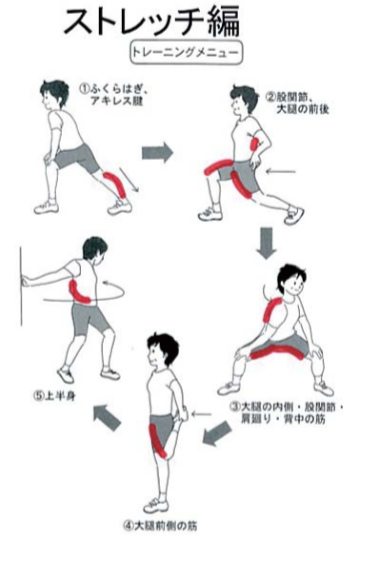 ストレッチ編
トレーニングメニュー
①ふくらはぎ、
アキレス腱
②股関節、
大腿の前後
③大腿の内側・股関節・
肩廻り・背中の筋
④大腿前側の筋
⑤上半身